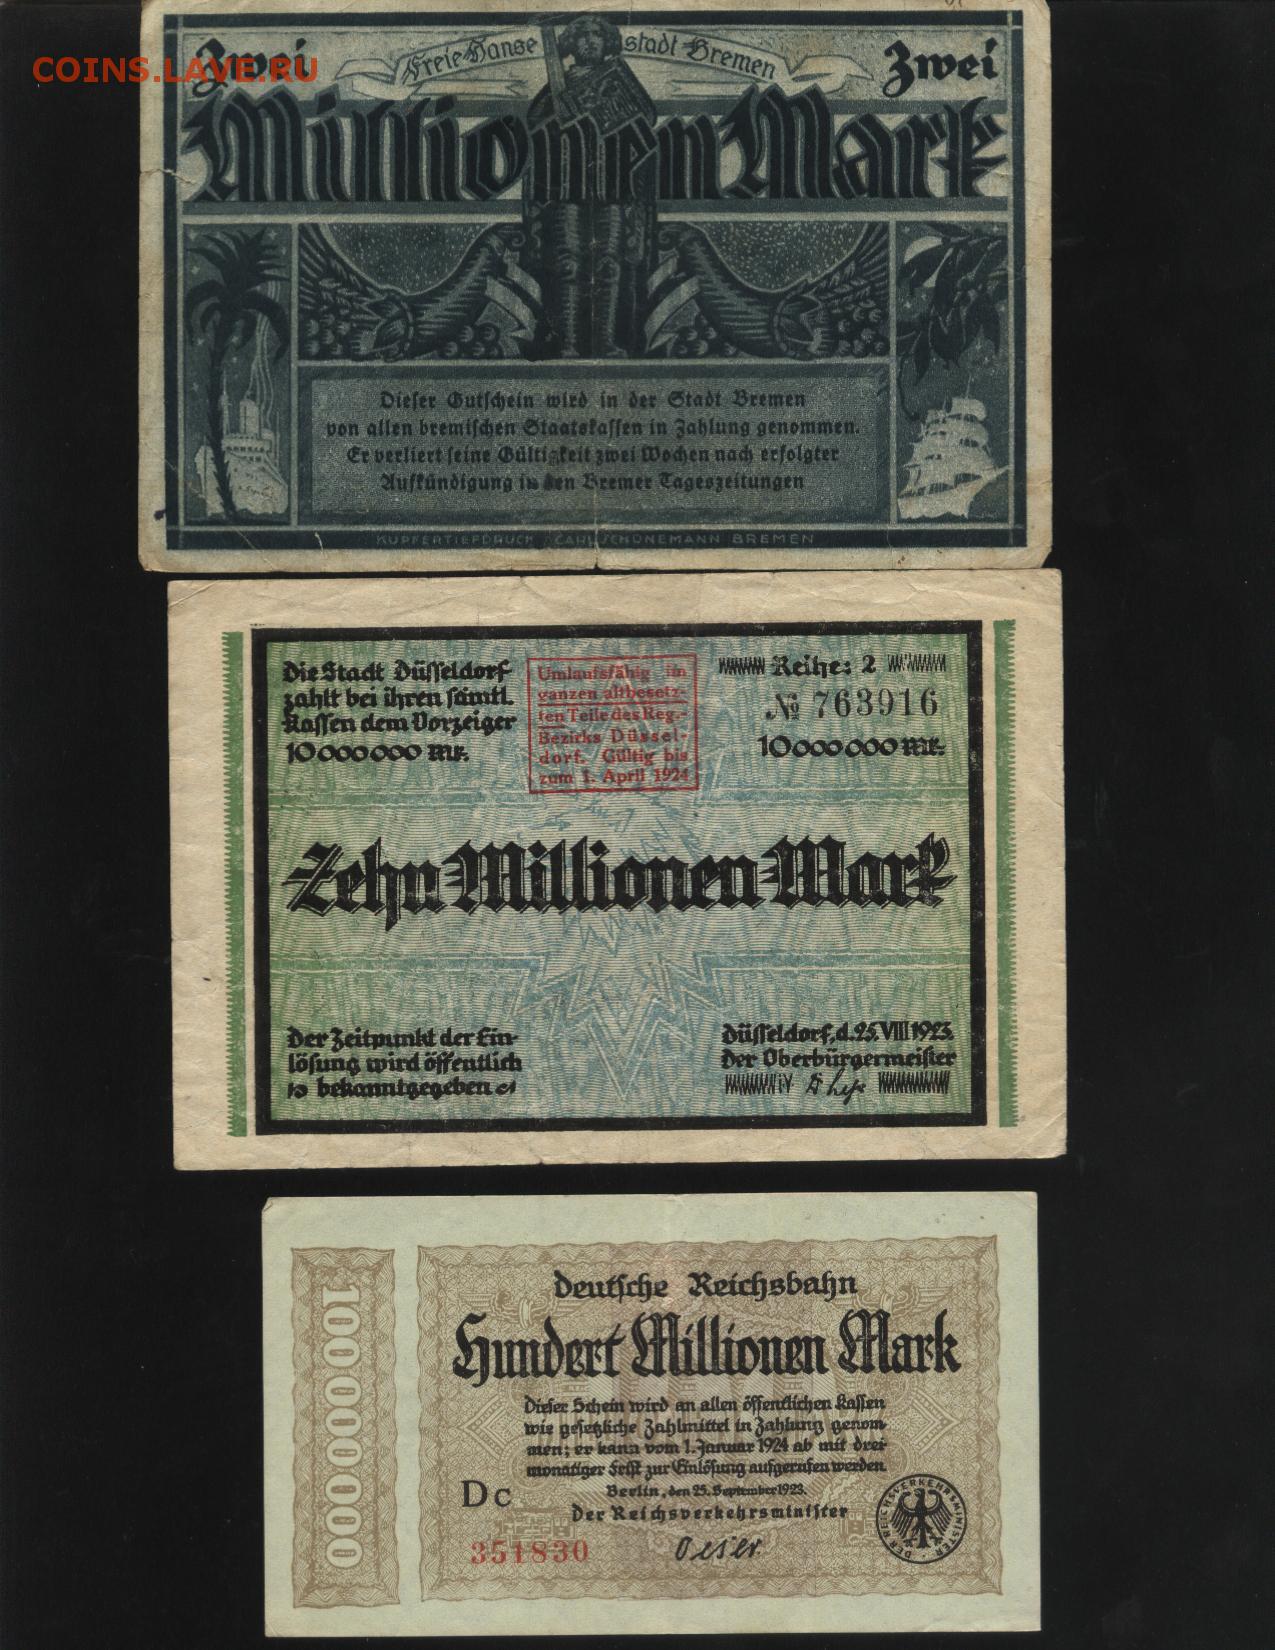 COINS.LAVE.RU
Zwei
Freie Hansestadt Bremen
Zwei
Millionen Mark
Dieser Gutschein wird in der Stadt Bremen
von allen bremischen Staatskassen in Zahlung genommen.
Er verliert seine Gültigkeit zwei Wochen nach erfolgter
Aufkündigung in den Bremer Tageszeitungen
KUPFERTIEFDRUCK CARL SCHÜNEMANN BREMEN
Die Stadt Düsseldorf
zahlt bei ihren sämtl.
Kassen dem Vorzeiger
10000000 Mk.
Umlaufsfähig im
ganzen altbesetz-
ten Teile des Reg.-
Bezirks Düssel-
dorf. Gültig bis
zum 1. April 1924
Reihe: 2
№ 763916
10000000 Mk.
Zehn Millionen Mark
Der Zeitpunkt der Ein-
lösung wird öffentlich
bekanntgegeben
Düsseldorf, d. 25. VIII 1923.
Der Oberbürgermeister
100000000
Deutsche Reichsbahn
Hundert Millionen Mark
Dieser Schein wird an allen öffentlichen Kassen
wie gesetzliche Zahlmittel in Zahlung genom-
men; er kann vom 1. Januar 1924 ab mit drei
monatiger Frist zur Einlösung aufgerufen werden.
Berlin, den 25. September 1923.
Der Reichsverkehrsminister
Dc
351830
Oeser.
DER REICHSVERKEHRSMINISTER